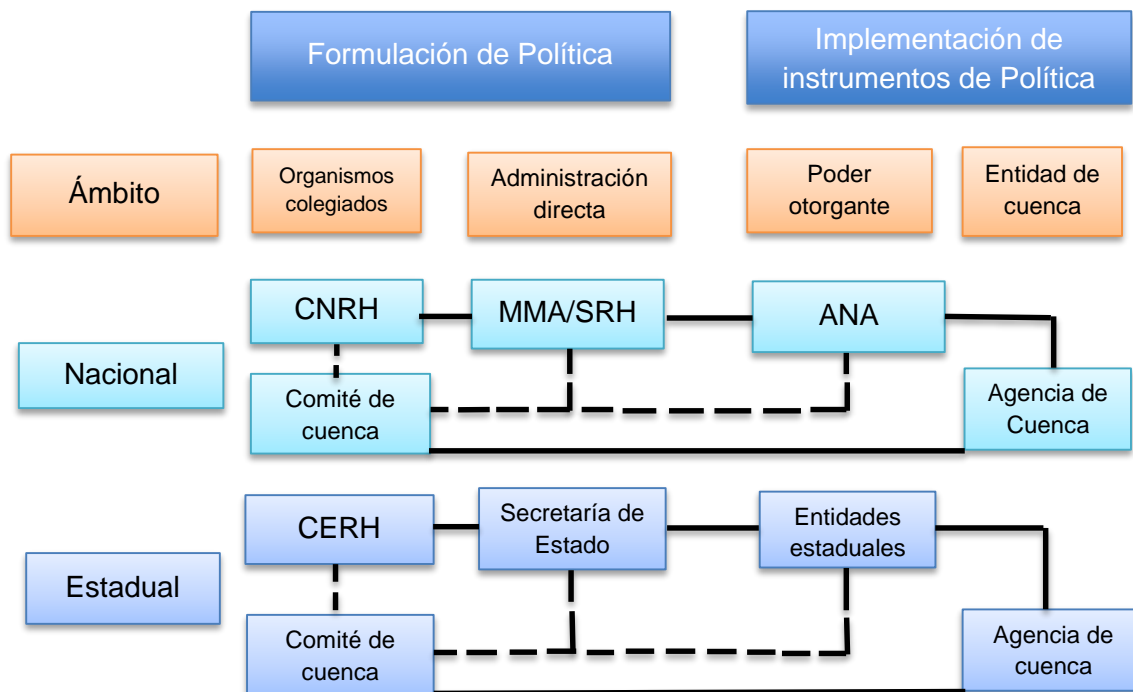 Formulación de Política
Implementación de
instrumentos de Política
Ámbito
Organismos
colegiados
Administración
directa
Poder
otorgante
Entidad de
cuenca
Nacional
CNRH
MMA/SRH
ANA
Comité de
cuenca
Agencia de
Cuenca
Estadual
CERH
Secretaría de
Estado
Entidades
estaduales
Comité de
cuenca
Agencia de
cuenca